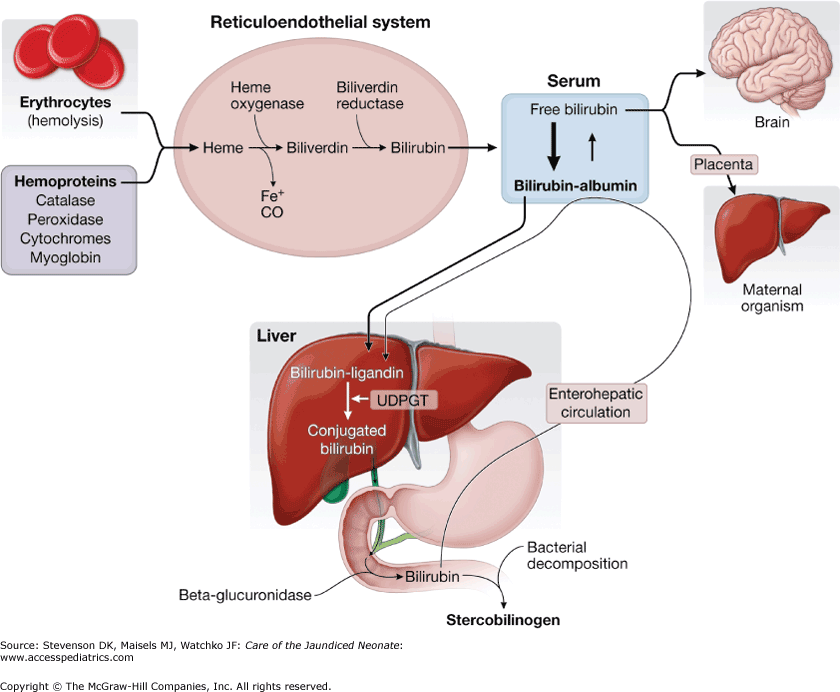 Reticuloendothelial system
Erythrocytes
(hemolysis)
Hemoproteins
Catalase
Peroxidase
Cytochromes
Myoglobin
Heme
oxygenase
Biliverdin
reductase
Heme
Biliverdin
Bilirubin
Fe+
CO
Serum
Free bilirubin
Bilirubin-albumin
Brain
Placenta
Maternal
organism
Liver
Bilirubin-ligandin
UDPGT
Conjugated
bilirubin
Enterohepatic
circulation
Beta-glucuronidase
Bilirubin
Bacterial
decomposition
Stercobilinogen
Source: Stevenson DK, Maisels MJ, Watchko JF: Care of the Jaundiced Neonate:
www.accesspediatrics.com
Copyright © The McGraw-Hill Companies, Inc. All rights reserved.